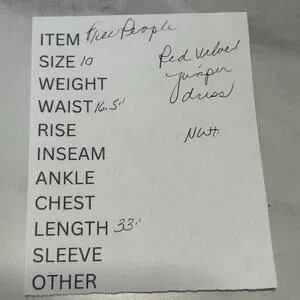 ITEM Free People
SIZE 10
WEIGHT
WAIST 16.5"
RISE
INSEAM
ANKLE
CHEST
LENGTH 33"
SLEEVE
OTHER
Red Velvet
jumper
dress
NWH